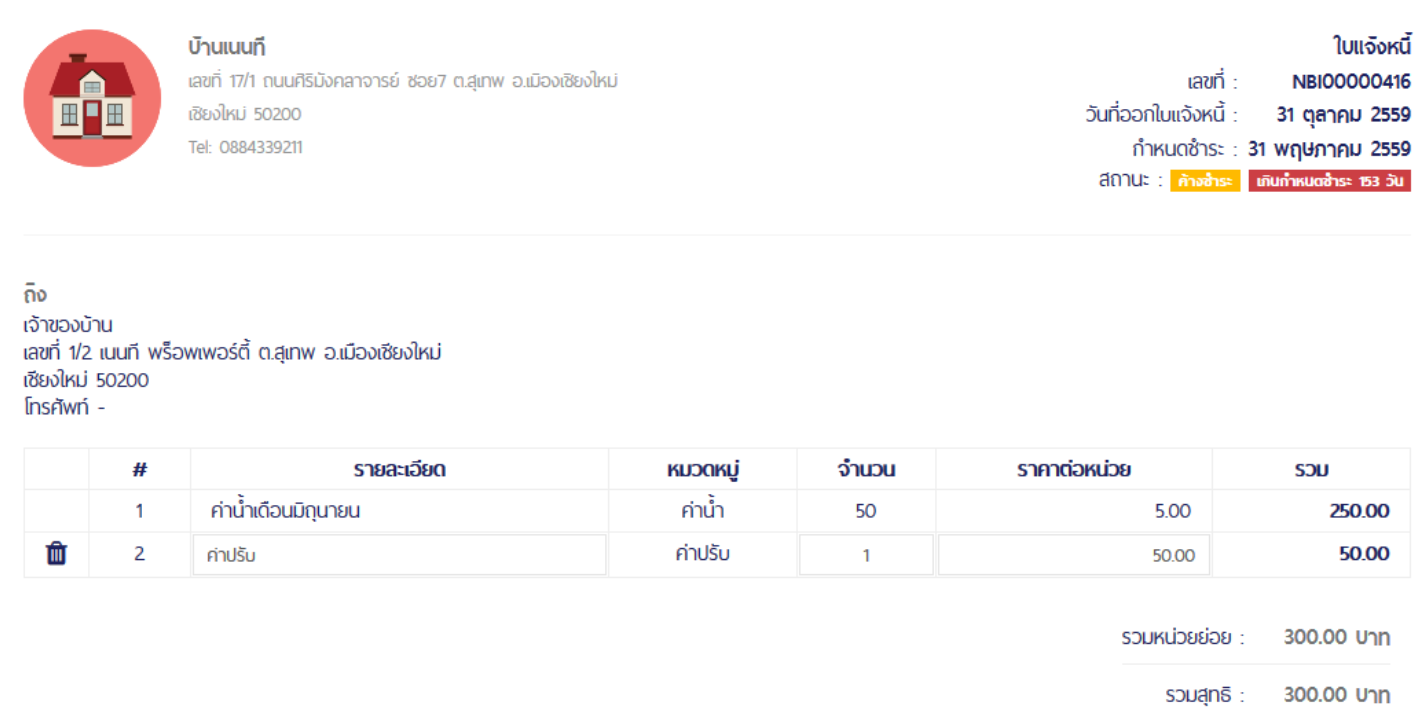 บ้านเนนที
เลขที่ 17/1 ถนนศิริมังคลาจารย์ ซอย7 ต.สุเทพ อ.เมืองเชียงใหม่
เชียงใหม่ 50200
Tel: 0884339211
ใบแจ้งหนี้
เลขที่ : NBI00000416
วันที่ออกใบแจ้งหนี้ : 31 ตุลาคม 2559
กำหนดชำระ : 31 พฤษภาคม 2559
สถานะ : ค้างชำระ เกินกำหนดชำระ 153 วัน
ถึง
เจ้าของบ้าน
เลขที่ 1/2 เนนที พร็อพเพอร์ตี้ ต.สุเทพ อ.เมืองเชียงใหม่
เชียงใหม่ 50200
โทรศัพท์ -
# รายละเอียด หมวดหมู่ จำนวน ราคาต่อหน่วย รวม
1 ค่าน้ำเดือนมิถุนายน ค่าน้ำ 50 5.00 250.00
2 ค่าปรับ ค่าปรับ 1 50.00 50.00
รวมหน่วยย่อย : 300.00 บาท
รวมสุทธิ : 300.00 บาท